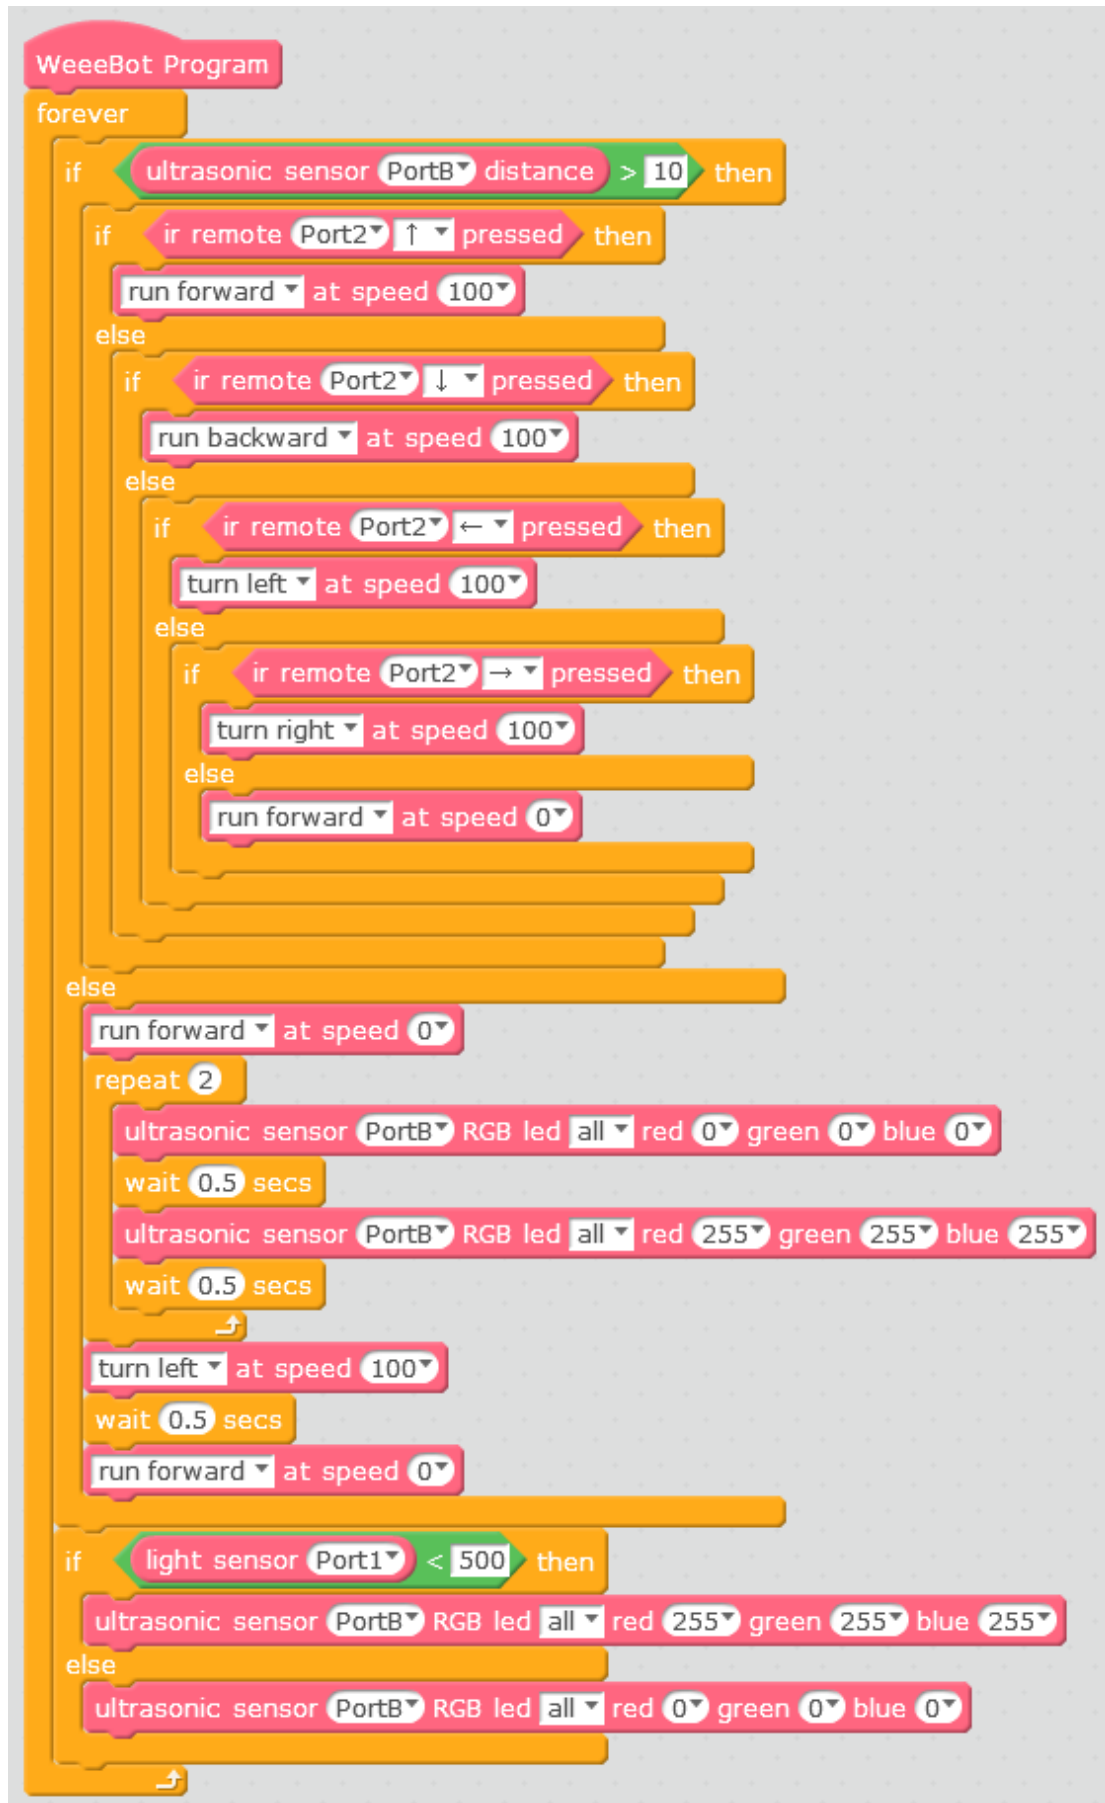 WeeeBot Program
forever
if ultrasonic sensor PortB distance > 10 then
if ir remote Port2 ↑ pressed then
run forward at speed 100
else
if ir remote Port2 ↓ pressed then
run backward at speed 100
else
if ir remote Port2 ← pressed then
turn left at speed 100
else
if ir remote Port2 → pressed then
turn right at speed 100
else
run forward at speed 0
else
run forward at speed 0
repeat 2
ultrasonic sensor PortB RGB led all red 0 green 0 blue 0
wait 0.5 secs
ultrasonic sensor PortB RGB led all red 255 green 255 blue 255
wait 0.5 secs
turn left at speed 100
wait 0.5 secs
run forward at speed 0
if light sensor Port1 < 500 then
ultrasonic sensor PortB RGB led all red 255 green 255 blue 255
else
ultrasonic sensor PortB RGB led all red 0 green 0 blue 0